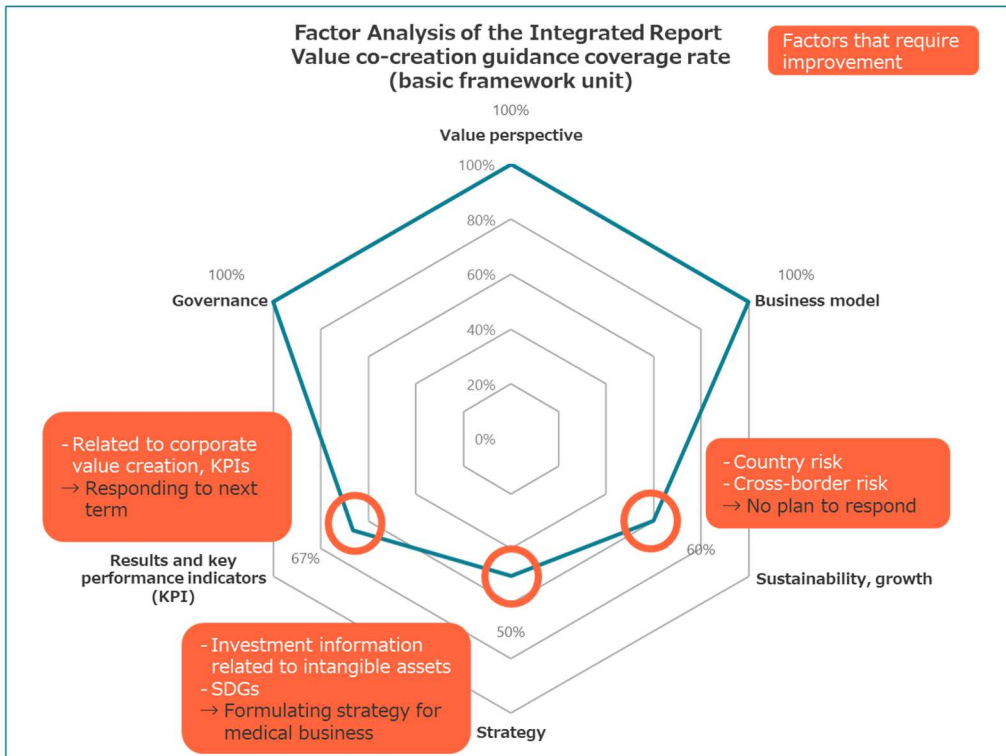 Factor Analysis of the Integrated Report
Value co-creation guidance coverage rate
(basic framework unit)
Factors that require
improvement
100%
Value perspective
100%
80%
60%
40%
20%
0%
100%
Governance
100%
Business model
- Related to corporate
value creation, KPIs
→ Responding to next
term
- Country risk
- Cross-border risk
→ No plan to respond
67%
Results and key
performance indicators
(KPI)
60%
Sustainability, growth
50%
- Investment information
related to intangible assets
- SDGs
→ Formulating strategy for
medical business
Strategy